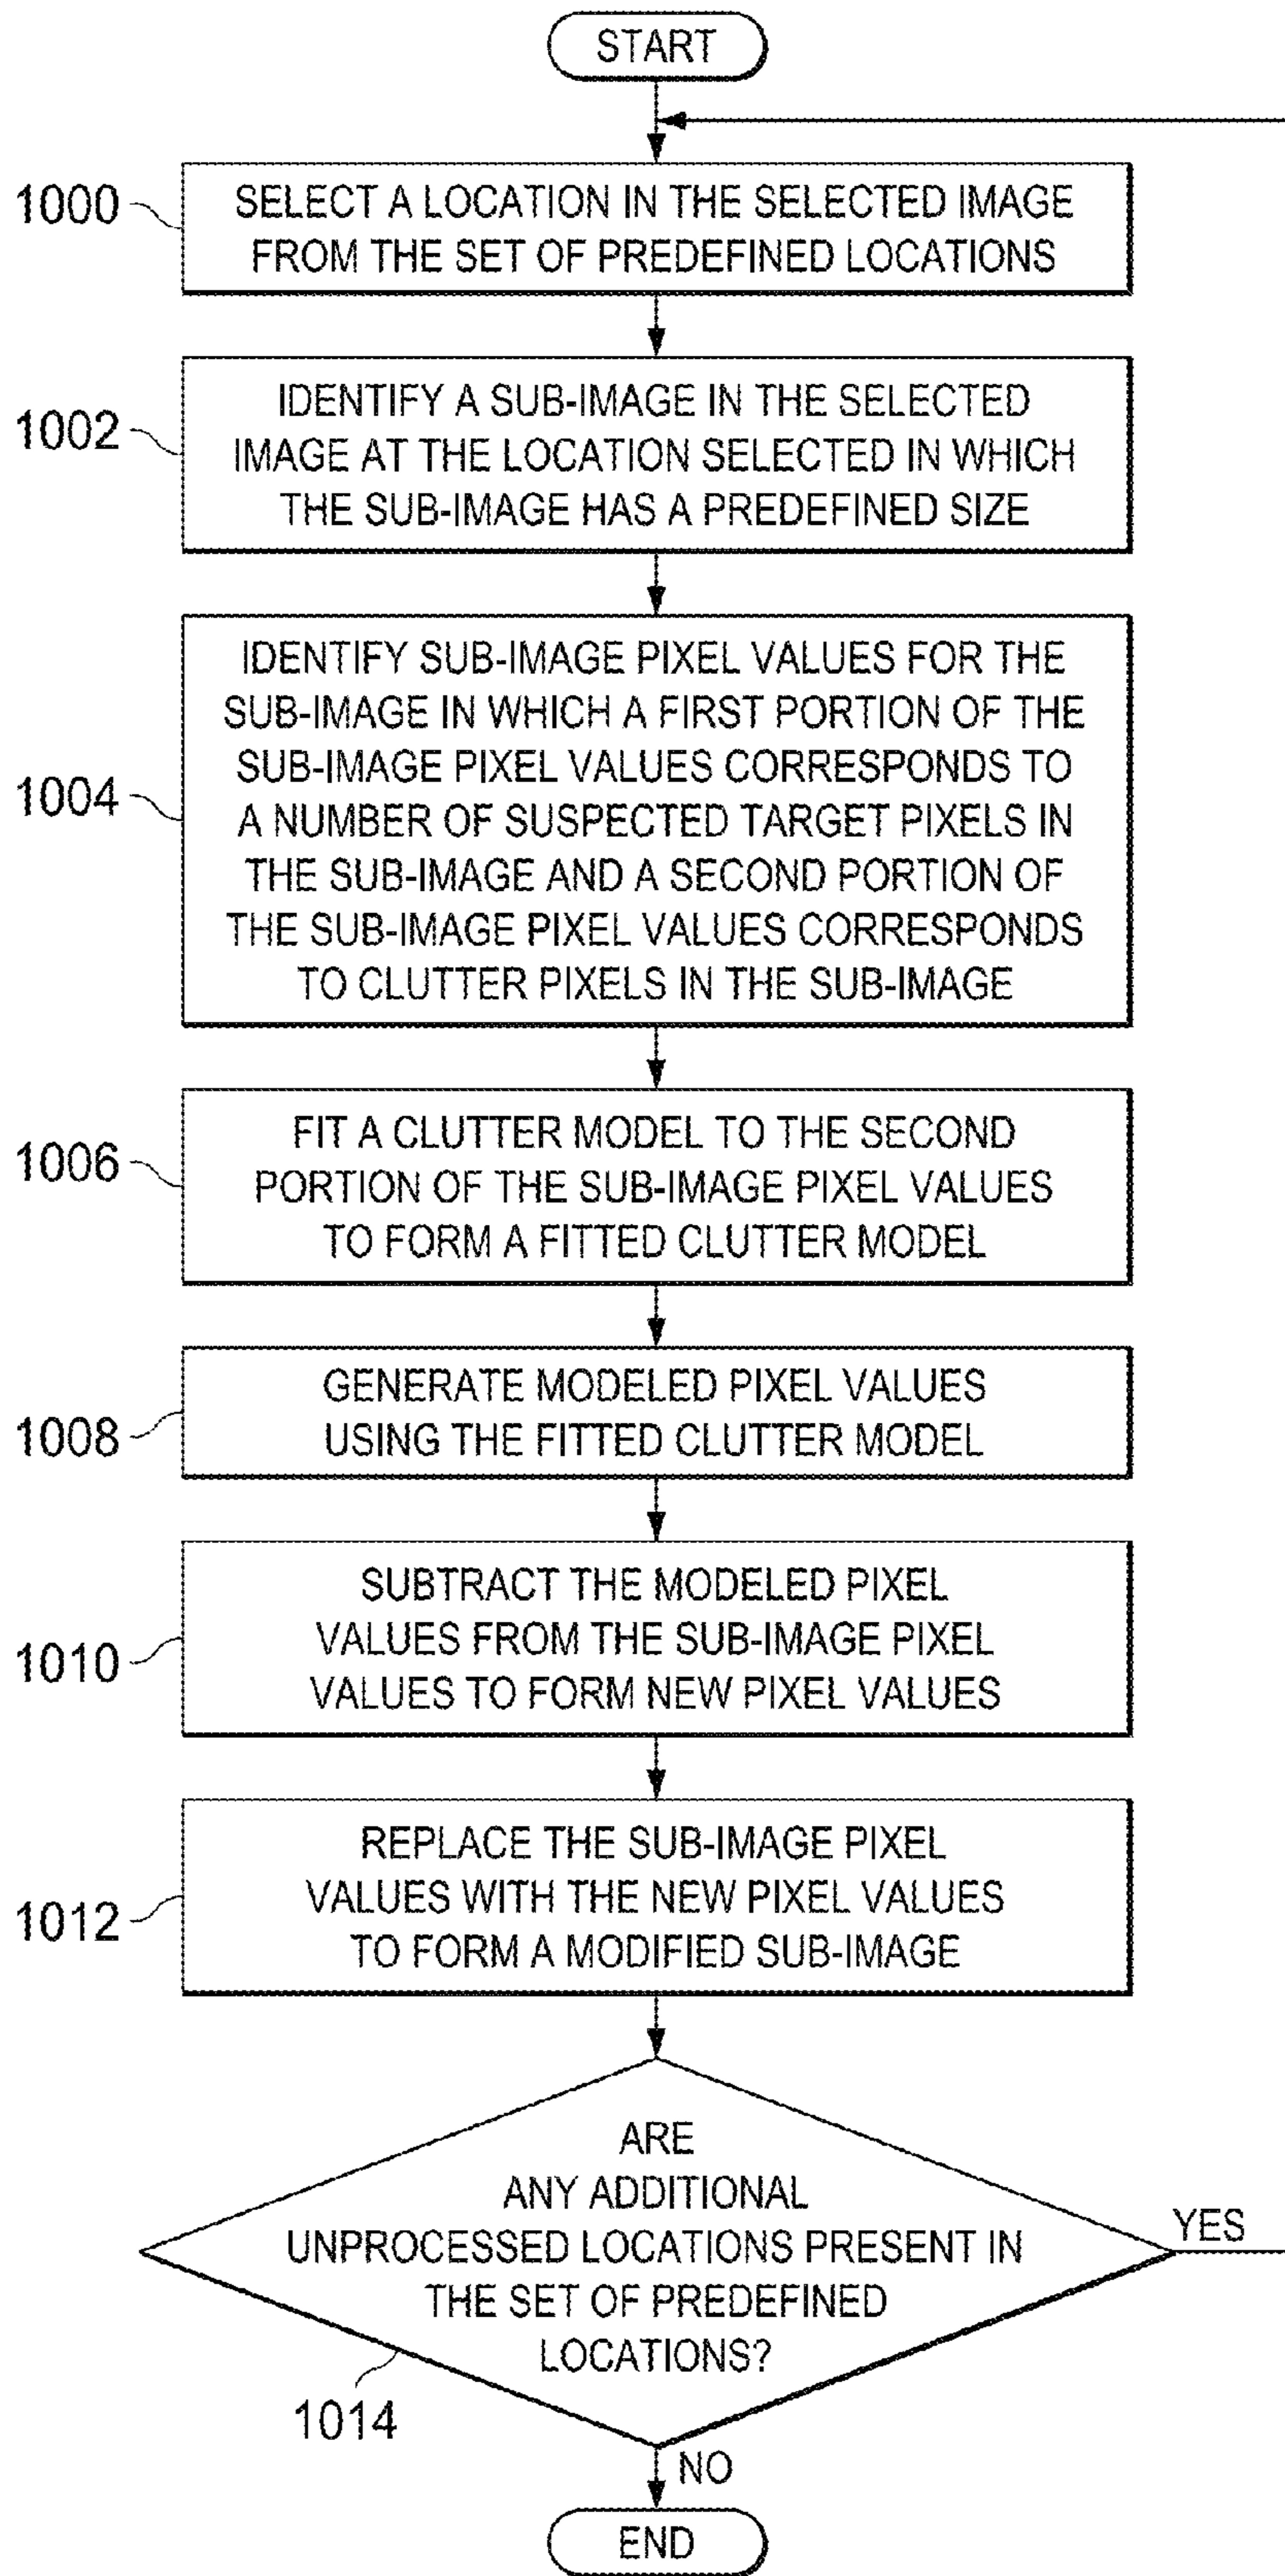 START
1000
SELECT A LOCATION IN THE SELECTED IMAGE
FROM THE SET OF PREDEFINED LOCATIONS
1002
IDENTIFY A SUB-IMAGE IN THE SELECTED
IMAGE AT THE LOCATION SELECTED IN WHICH
THE SUB-IMAGE HAS A PREDEFINED SIZE
1004
IDENTIFY SUB-IMAGE PIXEL VALUES FOR THE
SUB-IMAGE IN WHICH A FIRST PORTION OF THE
SUB-IMAGE PIXEL VALUES CORRESPONDS TO
A NUMBER OF SUSPECTED TARGET PIXELS IN
THE SUB-IMAGE AND A SECOND PORTION OF
THE SUB-IMAGE PIXEL VALUES CORRESPONDS
TO CLUTTER PIXELS IN THE SUB-IMAGE
1006
FIT A CLUTTER MODEL TO THE SECOND
PORTION OF THE SUB-IMAGE PIXEL VALUES
TO FORM A FITTED CLUTTER MODEL
1008
GENERATE MODELED PIXEL VALUES
USING THE FITTED CLUTTER MODEL
1010
SUBTRACT THE MODELED PIXEL
VALUES FROM THE SUB-IMAGE PIXEL
VALUES TO FORM NEW PIXEL VALUES
1012
REPLACE THE SUB-IMAGE PIXEL
VALUES WITH THE NEW PIXEL VALUES
TO FORM A MODIFIED SUB-IMAGE
ARE
ANY ADDITIONAL
UNPROCESSED LOCATIONS PRESENT IN
THE SET OF PREDEFINED
LOCATIONS?
YES
1014
NO
END